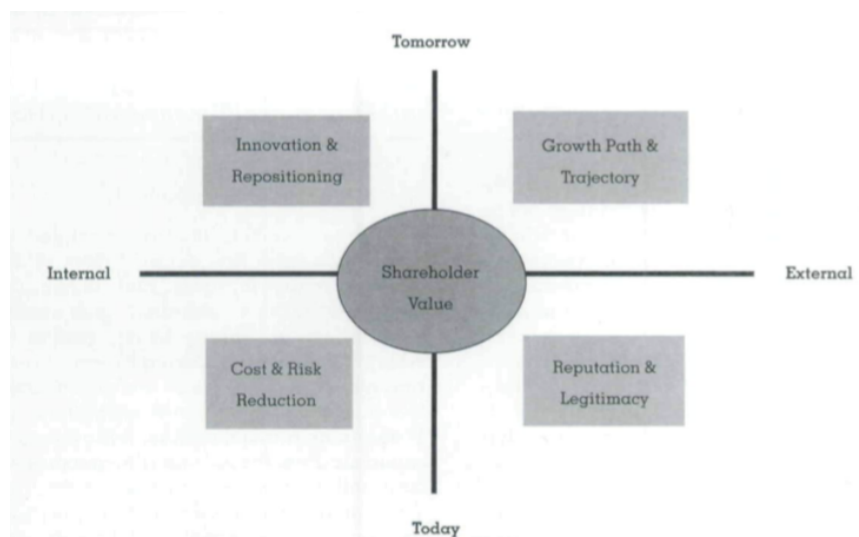 Tomorrow
Innovation &
Repositioning
Growth Path &
Trajectory
Internal
Shareholder
Value
External
Cost & Risk
Reduction
Reputation &
Legitimacy
Today